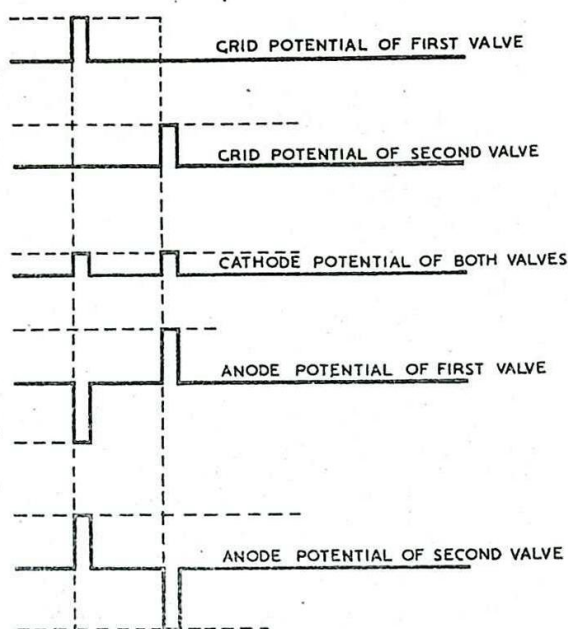 GRID POTENTIAL OF FIRST VALVE
GRID POTENTIAL OF SECOND VALVE
CATHODE POTENTIAL OF BOTH VALVES
ANODE POTENTIAL OF FIRST VALVE
ANODE POTENTIAL OF SECOND VALVE